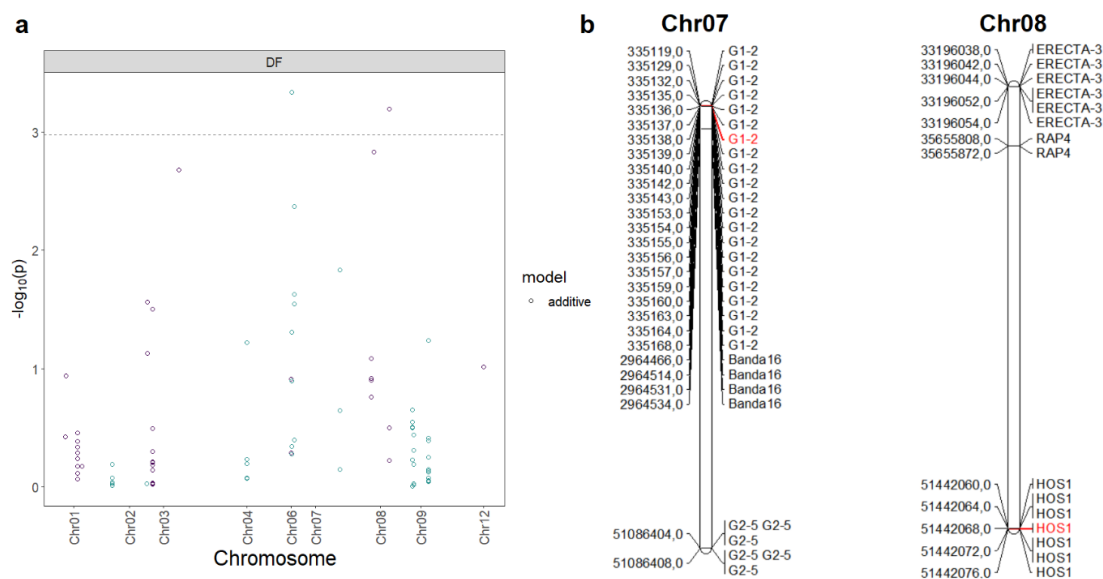 a
DF
3
2
1
0
-log10(p)
Chr01
Chr02
Chr03
Chr04
Chr06
Chr07
Chr08
Chr09
Chr12
Chromosome
model
additive
b
Chr07
335119,0 G1-2
335129,0 G1-2
335132,0 G1-2
335135,0 G1-2
335136,0 G1-2
335137,0 G1-2
335138,0 G1-2
335139,0 G1-2
335140,0 G1-2
335142,0 G1-2
335143,0 G1-2
335153,0 G1-2
335154,0 G1-2
335155,0 G1-2
335156,0 G1-2
335157,0 G1-2
335159,0 G1-2
335160,0 G1-2
335163,0 G1-2
335164,0 G1-2
335168,0 G1-2
2964466,0 Banda16
2964514,0 Banda16
2964531,0 Banda16
2964534,0 Banda16
G2-5 G2-5
51086404,0 G2-5
G2-5 G2-5
51086408,0 G2-5
Chr08
33196038,0 ERECTA-3
33196042,0 ERECTA-3
33196044,0 ERECTA-3
ERECTA-3
33196052,0 ERECTA-3
33196054,0 ERECTA-3
35655808,0 RAP4
35655872,0 RAP4
51442060,0 HOS1
HOS1
51442064,0 HOS1
51442068,0 HOS1
HOS1
51442072,0 HOS1
51442076,0 HOS1